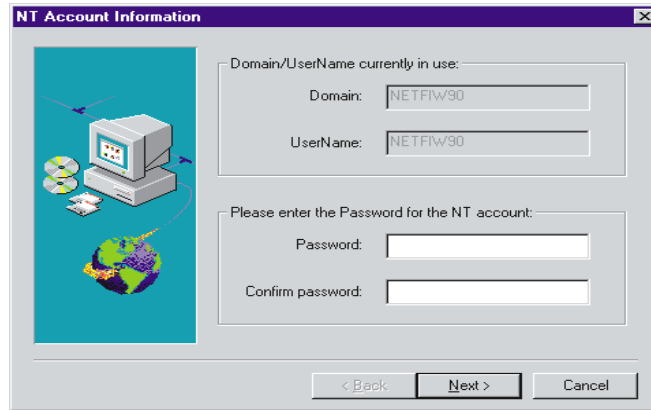 NT Account Information
Domain/UserName currently in use:
Domain: NETFIW90
UserName: NETFIW90
Please enter the Password for the NT account:
Password:
Confirm password:
< Back Next > Cancel